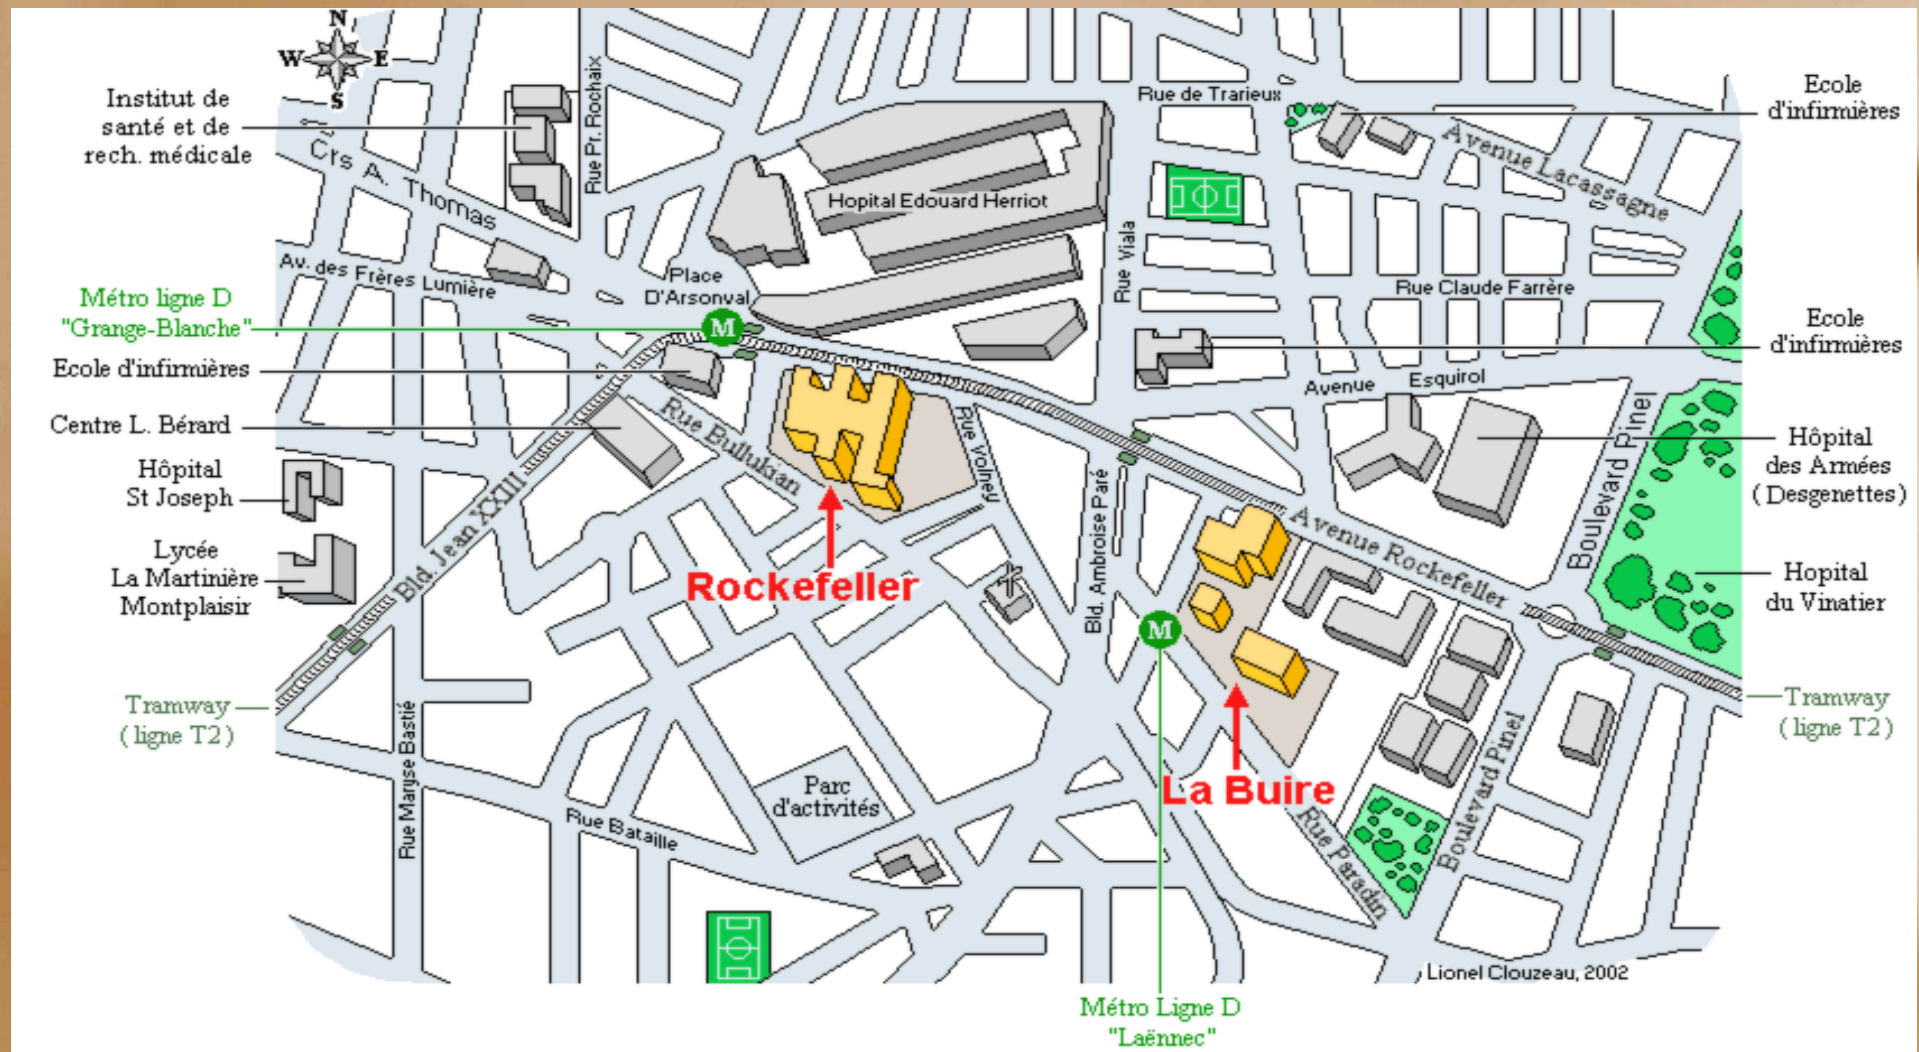 N
W E
S
Institut de
santé et de
rech. médicale
Crs A. Thomas
Rue Pr. Rochaix
Hopital Edouard Herriot
Rue de Trarieux
Ecole
d'infirmières
Avenue Lacassagne
Av. des Frères Lumière
Place
D'Arsonval
Rue Viala
Rue Claude Farrère
Métro ligne D
"Grange-Blanche"
M
Ecole d'infirmières
Ecole
d'infirmières
Avenue Esquirol
Centre L. Bérard
Rue Bullukian
Rue Volney
Boulevard Pinel
Hôpital
des Armées
(Desgenettes)
Hôpital
St Joseph
Bld. Jean XXIII
Bld. Ambroise Paré
Avenue Rockefeller
Lycée
La Martinière
Montplaisir
Rockefeller
Hopital
du Vinatier
M
Tramway
(ligne T2)
Tramway
(ligne T2)
Rue Maryse Bastié
Parc
d'activités
La Buire
Boulevard Pinel
Rue Bataille
Rue Paradin
Lionel Clouzeau, 2002
Métro Ligne D
"Laënnec"